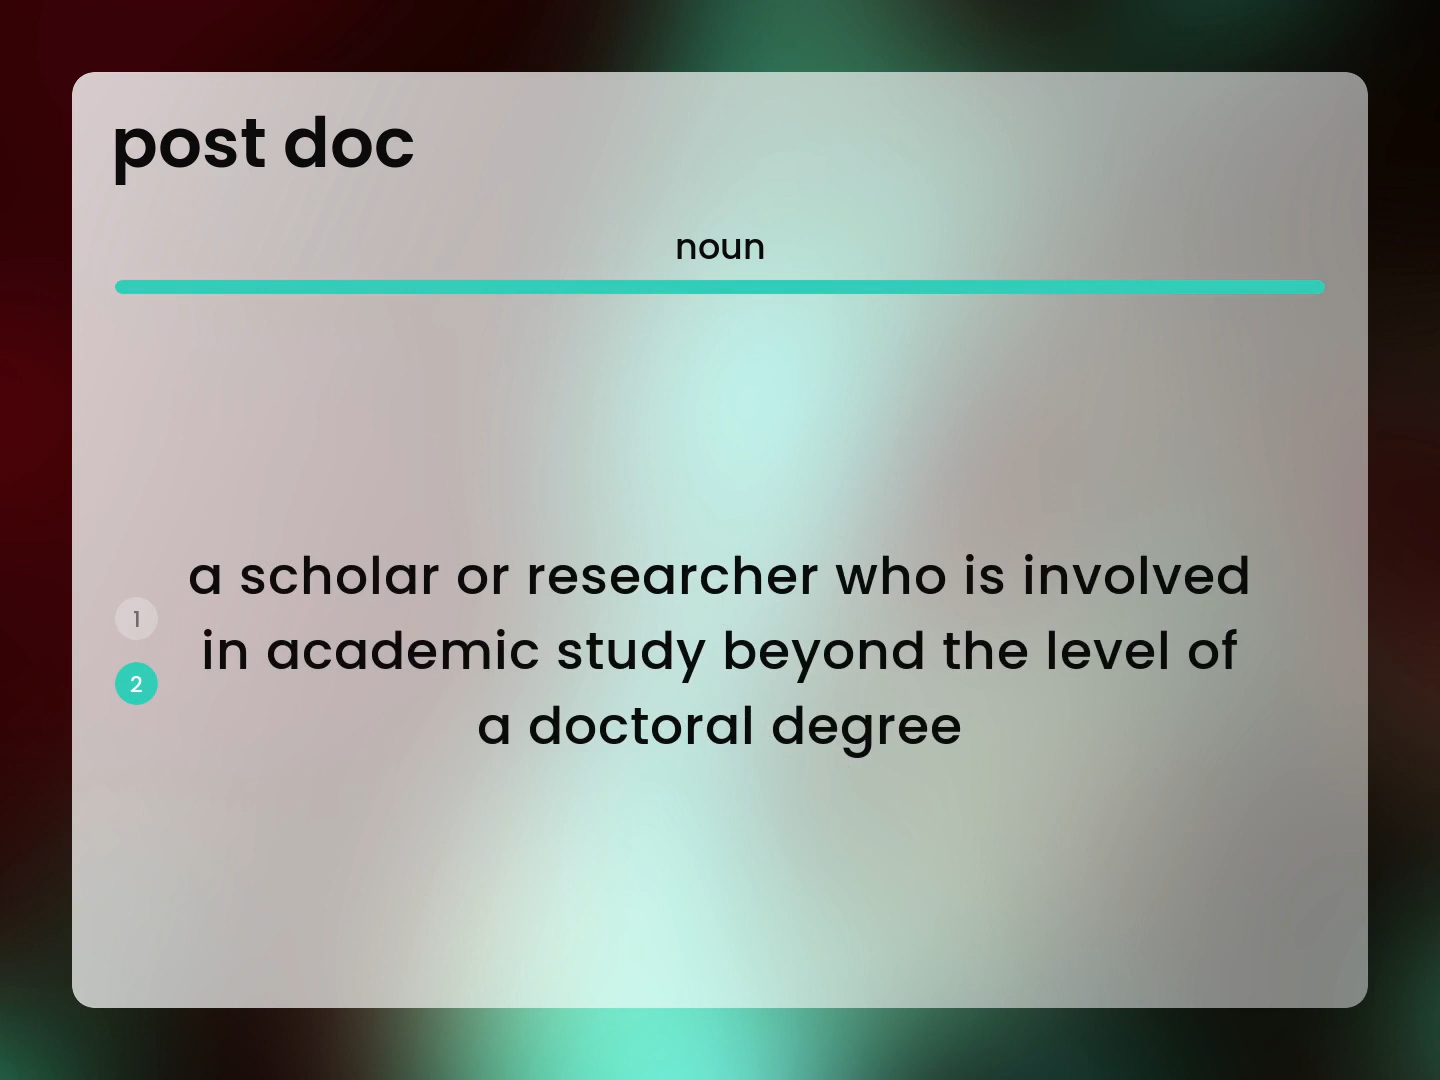 post doc
noun
a scholar or researcher who is involved
in academic study beyond the level of
a doctoral degree
1
2